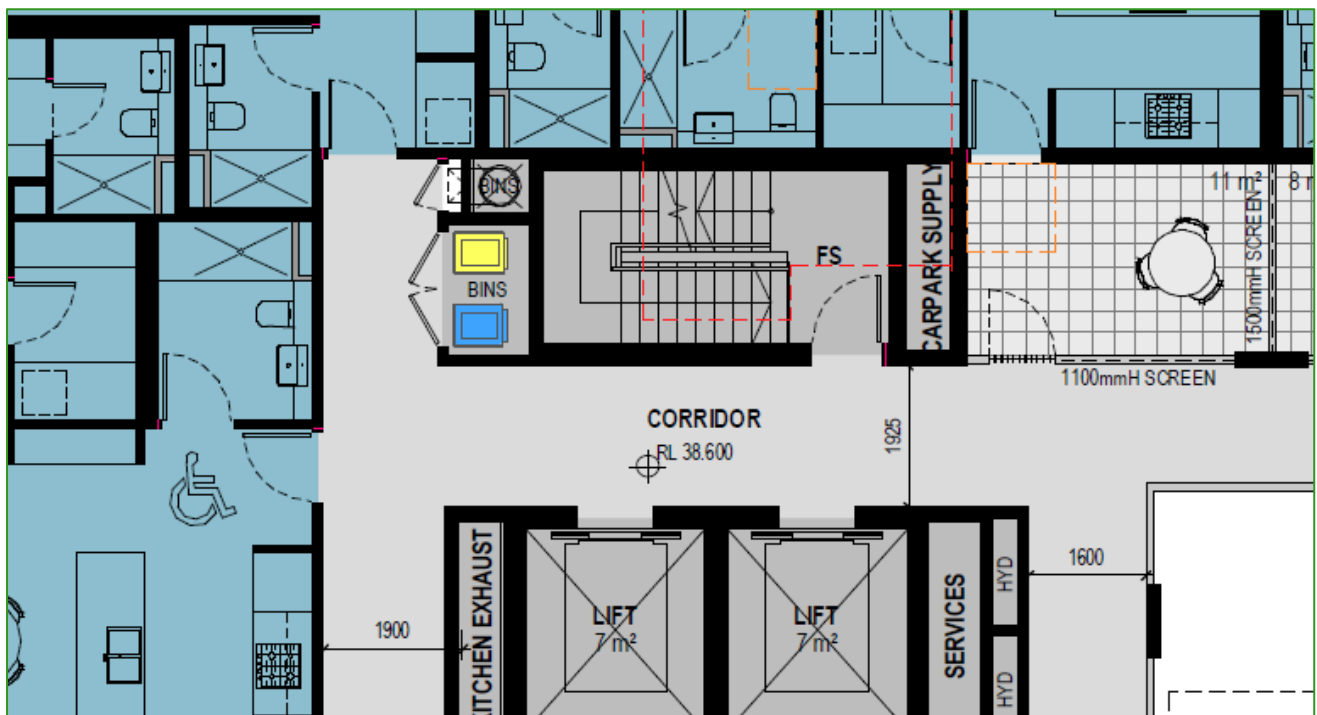 BINS
CARPARK SUPPLY
11 m²
8 m
FS
1500mmH SCREEN
BINS
1100mmH SCREEN
CORRIDOR
1925
RL 38.600
KITCHEN EXHAUST
HYD
1600
LIFT
7 m²
LIFT
7 m²
SERVICES
1900
HYD